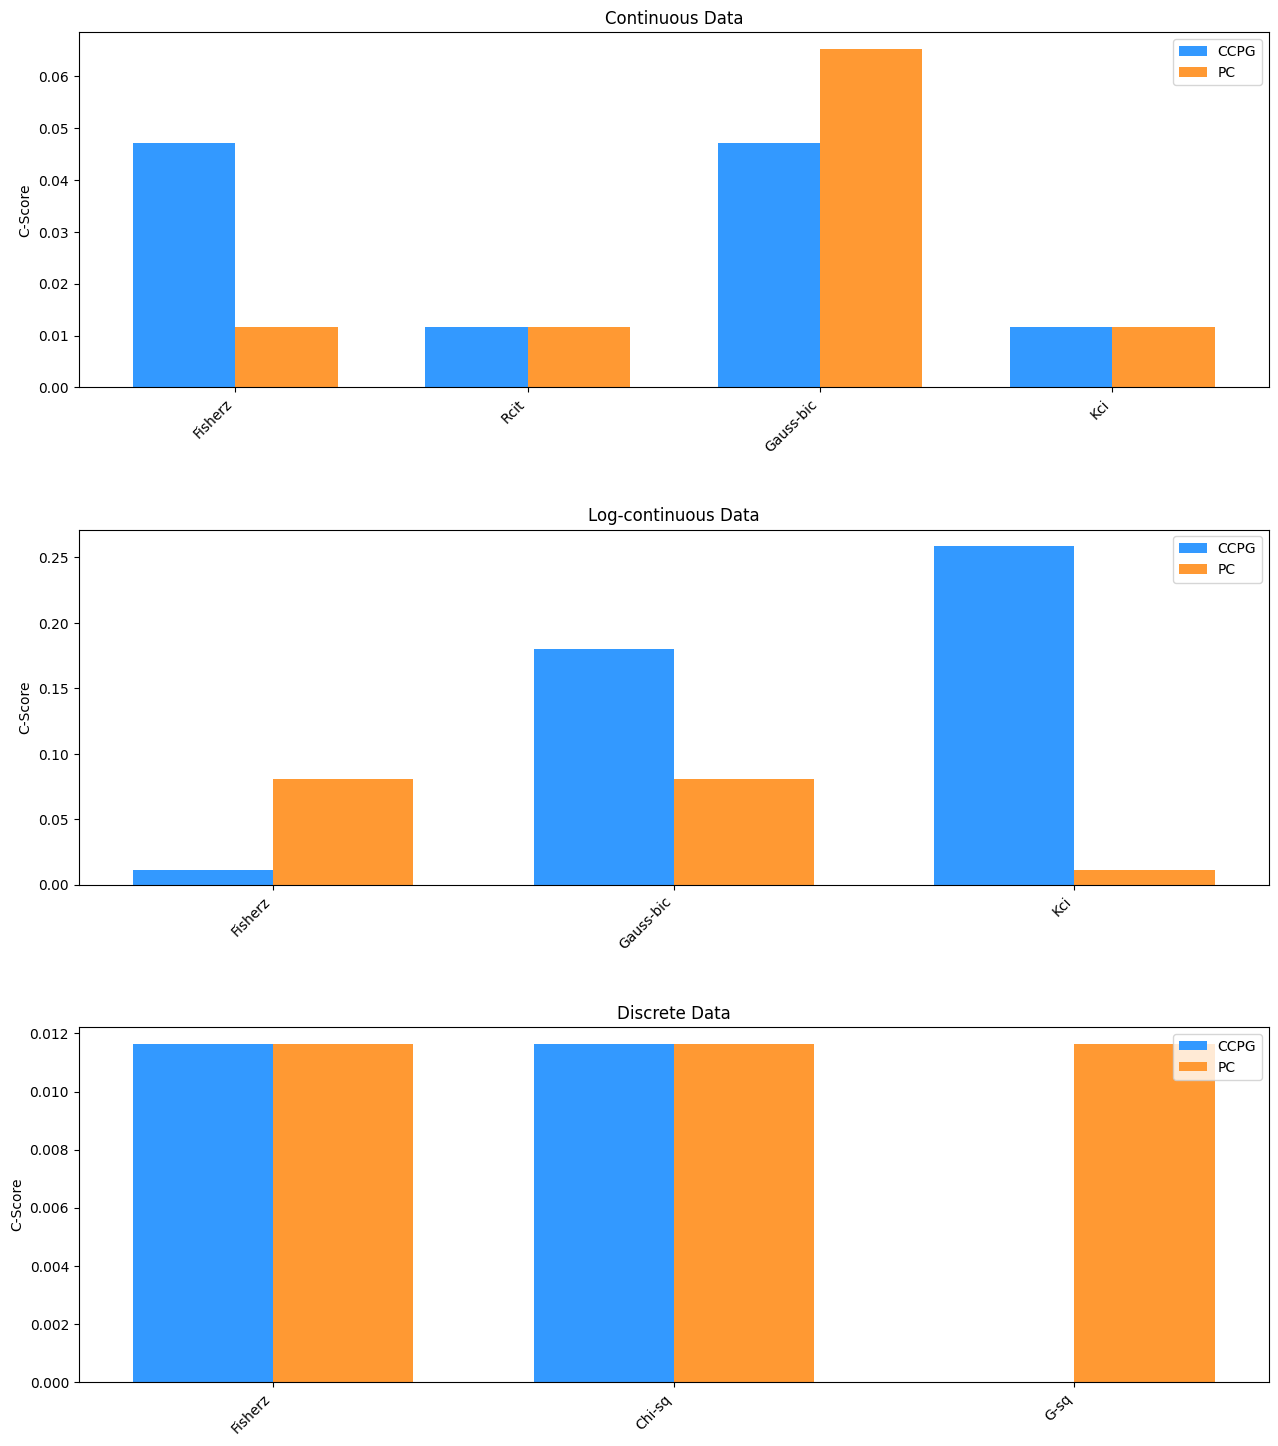 Continuous Data
CCPG
PC
C-Score
0.06
0.05
0.04
0.03
0.02
0.01
0.00
Fisherz
Rcit
Gauss-bic
Kci
Log-continuous Data
CCPG
PC
C-Score
0.25
0.20
0.15
0.10
0.05
0.00
Fisherz
Gauss-bic
Kci
Discrete Data
CCPG
PC
C-Score
0.012
0.010
0.008
0.006
0.004
0.002
0.000
Fisherz
Chi-sq
G-sq